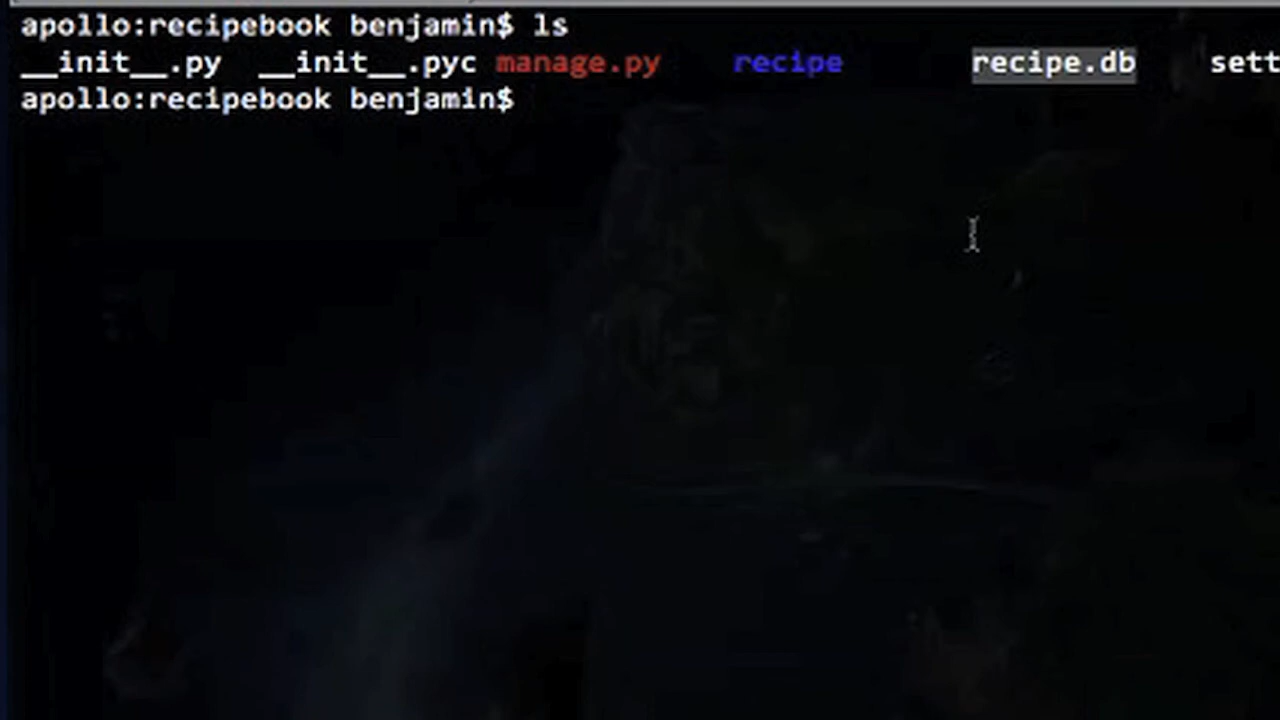 apollo:recipebook benjamin$ ls
__init__.py __init__.pyc manage.py recipe recipe.db sett
apollo:recipebook benjamin$